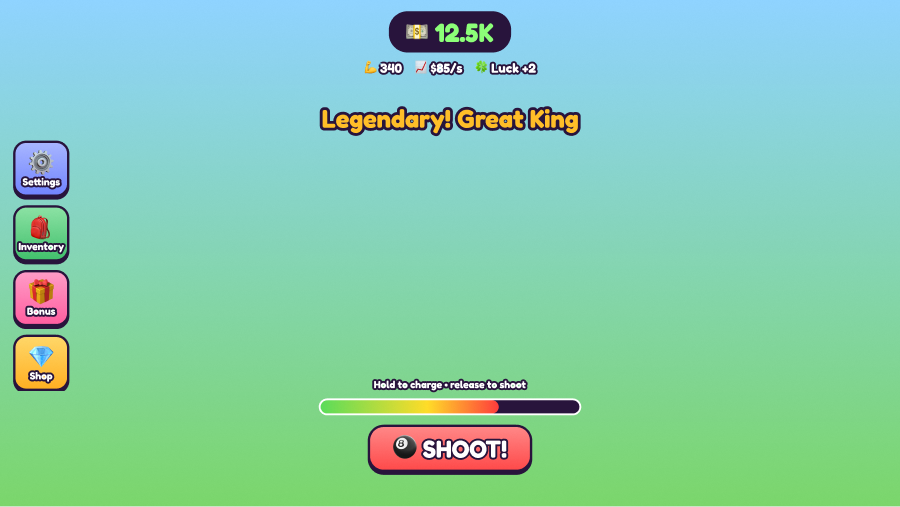 12.5K
340 $85/s Luck +2
Legendary! Great King
Settings
Inventory
Bonus
Shop
Hold to charge • release to shoot
8 SHOOT!